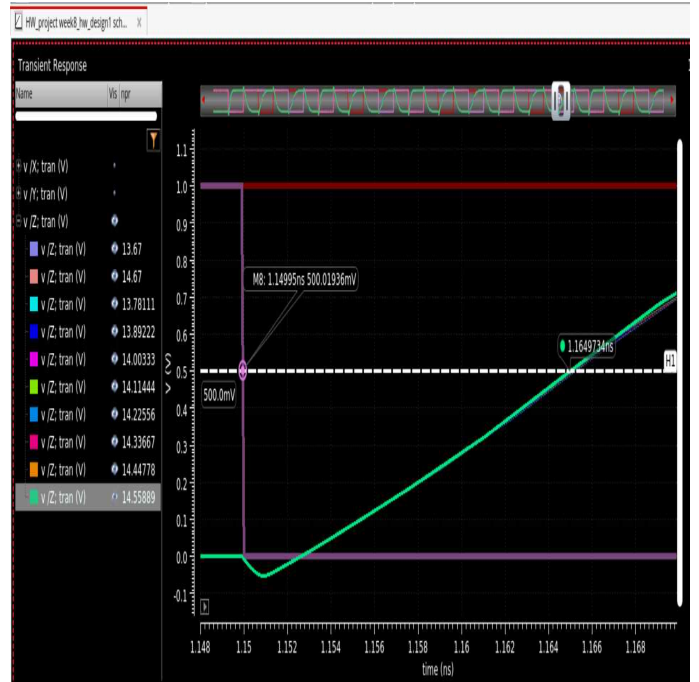 HW_project week8_hw_design1 sch... x
Transient Response
Name Vis npr
v /X; tran (V)
v /Y; tran (V)
v /Z; tran (V)
v /Z; tran (V) 13.67
v /Z; tran (V) 14.67
v /Z; tran (V) 13.78111
v /Z; tran (V) 13.89222
v /Z; tran (V) 14.00333
v /Z; tran (V) 14.11444
v /Z; tran (V) 14.22556
v /Z; tran (V) 14.33667
v /Z; tran (V) 14.44778
v /Z; tran (V) 14.55889
1.1
1.0
0.9
0.8
0.7
0.6
0.5
0.4
0.3
0.2
0.1
0.0
-0.1
M8: 1.14995ns 500.01936mV
1.1649734ns
H1
500.0mV
1.148 1.15 1.152 1.154 1.156 1.158 1.16 1.162 1.164 1.166 1.168
time (ns)